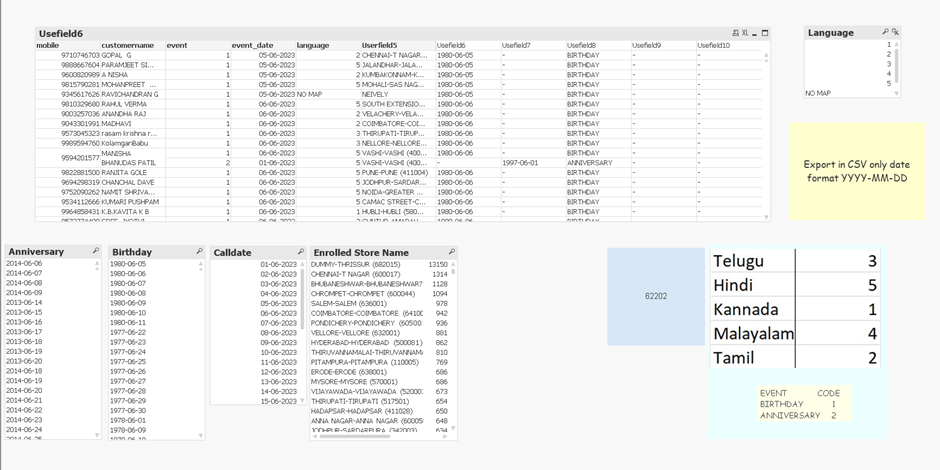 Usefield6
mobile customername event event_date language Userfield5 Usefield6 Usefield7 Usefield8 Usefield9 Usefield10
9710746703 GOPAL G 1 05-06-2023 2 CHENNAI-T NAGAR... 1980-06-05 - BIRTHDAY - -
9888667604 PARAMJEET SI... 1 05-06-2023 5 JALANDHAR-JALA... 1980-06-05 - BIRTHDAY - -
9600820989 A NISHA 1 05-06-2023 2 KUMBAKONNAM-K... 1980-06-05 - BIRTHDAY - -
9815790281 MOHANPREET ... 1 05-06-2023 5 MOHALI-SAS NAG... 1980-06-05 - BIRTHDAY - -
9345617626 RAVICHANDRAN G 1 05-06-2023 NO MAP NEIVELY 1980-06-05 - BIRTHDAY - -
9810329680 RAHUL VERMA 1 06-06-2023 5 SOUTH EXTENSIO... 1980-06-06 - BIRTHDAY - -
9003257036 ANANDHA RAJ 1 06-06-2023 2 VELACHERY-VELA... 1980-06-06 - BIRTHDAY - -
9043301991 MADHAVI 1 06-06-2023 2 COIMBATORE-COI... 1980-06-06 - BIRTHDAY - -
9573045323 rasam krishna r... 1 06-06-2023 3 THIRUPATI-TIRUP... 1980-06-06 - BIRTHDAY - -
9989594760 KolamgariBabu 1 06-06-2023 3 NELLORE-NELLORE... 1980-06-06 - BIRTHDAY - -
9594201577 MANISHA 1 06-06-2023 5 VASHI-VASHI (400... 1980-06-06 - BIRTHDAY - -
BHANUDAS PATIL 2 01-06-2023 5 VASHI-VASHI (400... - 1997-06-01 ANNIVERSARY - -
9822881500 RANJITA GOLE 1 06-06-2023 5 PUNE-PUNE (411004) 1980-06-06 - BIRTHDAY - -
9694298319 CHANCHAL DAVE 1 06-06-2023 5 JODHPUR-SARDAR... 1980-06-06 - BIRTHDAY - -
9752090262 NAMIT SHRIVA... 1 06-06-2023 5 NOIDA-GREATER ... 1980-06-06 - BIRTHDAY - -
9534112666 KUMARI PUSHPAM 1 06-06-2023 5 CAMAC STREET-C... 1980-06-06 - BIRTHDAY - -
9964858431 K.B.KAVITA K B 1 06-06-2023 1 HUBLI-HUBLI (580... 1980-06-06 - BIRTHDAY - -
Language
1
2
3
4
5
NO MAP
Export in CSV only date
format YYYY-MM-DD
Anniversary
2014-06-06
2014-06-07
2014-06-08
2014-06-09
2013-06-14
2013-06-15
2013-06-16
2013-06-17
2013-06-18
2013-06-19
2013-06-20
2014-06-18
2014-06-19
2014-06-20
2014-06-21
2014-06-22
2014-06-23
2014-06-24
2014-06-25
Birthday
1980-06-05
1980-06-06
1980-06-07
1980-06-08
1980-06-09
1980-06-10
1980-06-11
1977-06-22
1977-06-23
1977-06-24
1977-06-25
1977-06-26
1977-06-27
1977-06-28
1977-06-29
1977-06-30
1978-06-01
1978-06-09
1978-06-10
Calldate
01-06-2023
02-06-2023
03-06-2023
04-06-2023
05-06-2023
06-06-2023
07-06-2023
08-06-2023
09-06-2023
10-06-2023
11-06-2023
12-06-2023
13-06-2023
14-06-2023
15-06-2023
Enrolled Store Name
DUMMY-THRISSUR (682015) 13150
CHENNAI-T NAGAR (600017) 1314
BHUBANESHWAR-BHUBANESHWAR? 1128
CHROMPET-CHROMPET (600044) 1094
SALEM-SALEM (636001) 978
COIMBATORE-COIMBATORE (6410( 942
PONDICHERY-PONDICHERY (60500 936
VELLORE-VELLORE (632001) 881
HYDERABAD-HYDERABAD (500081) 862
THIRUVANNAMALAI-THIRUVANNAM 810
PITAMPURA-PITAMPURA (110005) 769
ERODE-ERODE (638001) 686
MYSORE-MYSORE (570001) 686
VIJAYAWADA-VIJAYAWADA (5200( 673
TIRUPATI-TIRUPATI (517501) 654
HADAPSAR-HADAPSAR (411028) 650
ANNA NAGAR-ANNA NAGAR (6000( 648
JODHPUR-SARDARPURA (342003) 634
62202
Telugu 3
Hindi 5
Kannada 1
Malayalam 4
Tamil 2
EVENT CODE
BIRTHDAY 1
ANNIVERSARY 2